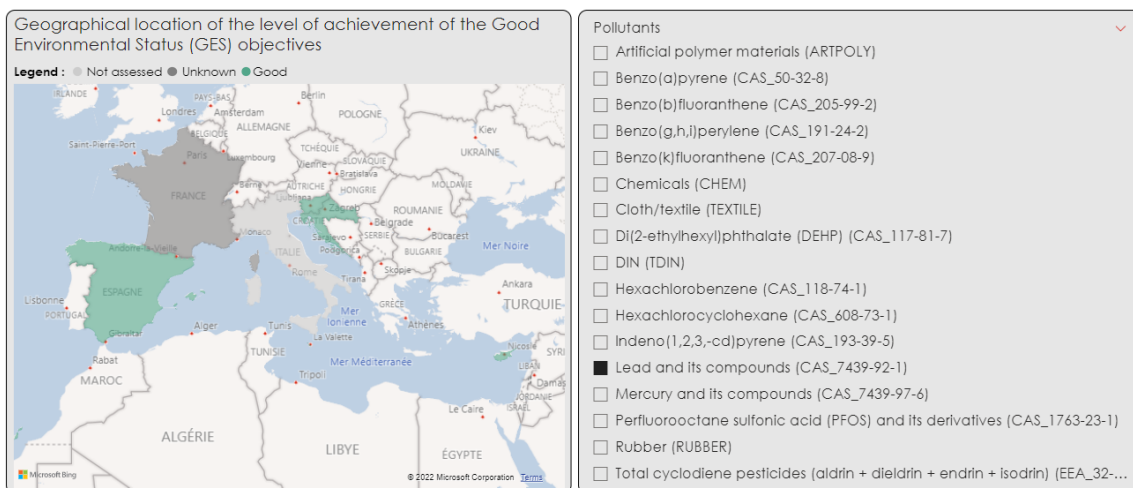 Geographical location of the level of achievement of the Good
Environmental Status (GES) objectives
Legend : Not assessed Unknown Good
IRLANDE
PAYS-BAS
Berlin
Londres
Amsterdam
POLOGNE
BELGIQUE
ALLEMAGNE
Kiev
Saint-Pierre-Port
Luxembourg
TCHÉQUIE
UKRAINE
Paris
SLOVAQUIE
Vienne
Bratislava
Berne
AUTRICHE
HONGRIE
MOLDAVIE
FRANCE
Ljubljana
Zagreb
ROUMANIE
CROATI
Belgrade
Monaco
Sarajevo
SERBIE
Bucarest
Mer Noire
Andorre-la-Vieille
ITALIE
Podgorica
BULGARIE
Rome
Skopje
Tirana
Ankara
ESPAGNE
TURQUIE
Lisbonne
PORTUGAL
Mer
Ionienne
GRÈCE
Athènes
Gibraltar
Alger
Tunis
La Valette
Nicosie
SYRI
Rabat
TUNISIE
Mer Méditerranée
LIBAN
Damas
MAROC
Tripoli
JORDANIE
ISRAËL
Le Caire
ALGÉRIE
LIBYE
ÉGYPTE
Microsoft Bing
© 2022 Microsoft Corporation Terms
Pollutants
Artificial polymer materials (ARTPOLY)
Benzo(a)pyrene (CAS_50-32-8)
Benzo(b)fluoranthene (CAS_205-99-2)
Benzo(g,h,i)perylene (CAS_191-24-2)
Benzo(k)fluoranthene (CAS_207-08-9)
Chemicals (CHEM)
Cloth/textile (TEXTILE)
Di(2-ethylhexyl)phthalate (DEHP) (CAS_117-81-7)
DIN (TDIN)
Hexachlorobenzene (CAS_118-74-1)
Hexachlorocyclohexane (CAS_608-73-1)
Indeno(1,2,3,-cd)pyrene (CAS_193-39-5)
Lead and its compounds (CAS_7439-92-1)
Mercury and its compounds (CAS_7439-97-6)
Perfluorooctane sulfonic acid (PFOS) and its derivatives (CAS_1763-23-1)
Rubber (RUBBER)
Total cyclodiene pesticides (aldrin + dieldrin + endrin + isodrin) (EEA_32-...